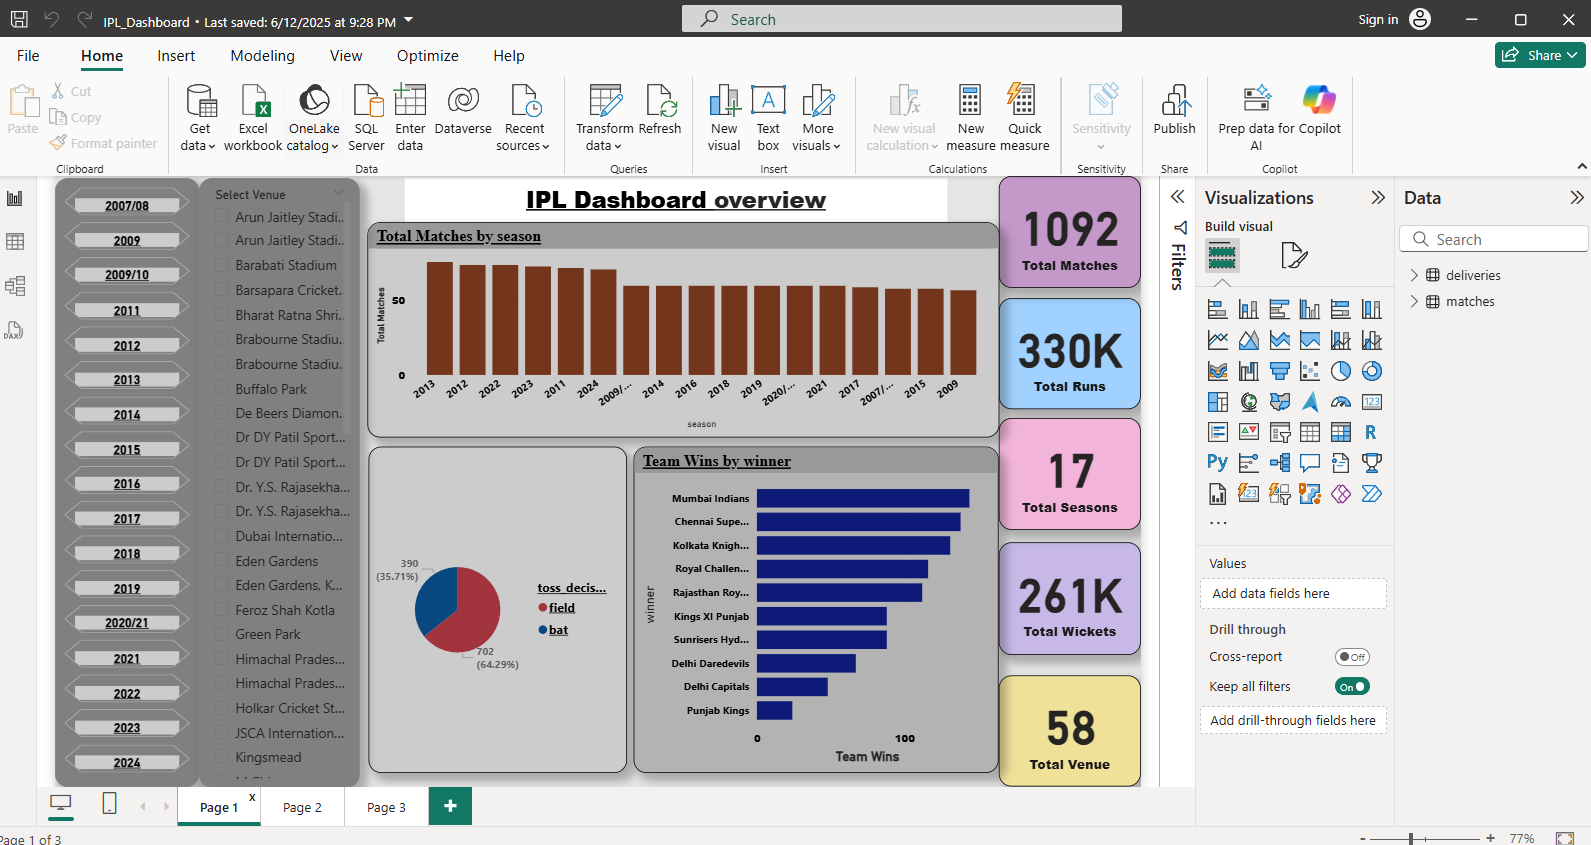 IPL_Dashboard • Last saved: 6/12/2025 at 9:28 PM
Search
Sign in
File Home Insert Modeling View Optimize Help
Share
Paste
Cut
Copy
Format painter
Clipboard
Get data
Excel workbook
OneLake catalog
SQL Server
Enter data
Dataverse
Recent sources
Data
Transform data
Refresh
Queries
New visual
Text box
More visuals
Insert
New visual calculation
New measure
Quick measure
Calculations
Sensitivity
Sensitivity
Publish
Share
Prep data for AI
Copilot
Copilot
2007/08
2009
2009/10
2011
2012
2013
2014
2015
2016
2017
2018
2019
2020/21
2021
2022
2023
2024
Select Venue
Arun Jaitley Stadi...
Arun Jaitley Stadi...
Barabati Stadium
Barsapara Cricket...
Bharat Ratna Shri...
Brabourne Stadiu...
Brabourne Stadiu...
Buffalo Park
De Beers Diamon...
Dr DY Patil Sport...
Dr DY Patil Sport...
Dr. Y.S. Rajasekha...
Dr. Y.S. Rajasekha...
Dubai Internatio...
Eden Gardens
Eden Gardens, K...
Feroz Shah Kotla
Green Park
Himachal Prades...
Himachal Prades...
Holkar Cricket St...
JSCA Internation...
Kingsmead
IPL Dashboard overview
Total Matches by season
Total Matches
50
0
2013 2012 2022 2023 2011 2024 2009/... 2014 2016 2018 2019 2020/... 2021 2017 2007/... 2015 2009
season
390
(35.71%)
702
(64.29%)
toss_decis...
field
bat
Team Wins by winner
winner
Mumbai Indians
Chennai Supe...
Kolkata Knigh...
Royal Challen...
Rajasthan Roy...
Kings XI Punjab
Sunrisers Hyd...
Delhi Daredevils
Delhi Capitals
Punjab Kings
0 100
Team Wins
1092
Total Matches
330K
Total Runs
17
Total Seasons
261K
Total Wickets
58
Total Venue
Filters
Visualizations
Build visual
123
R
Py
123
...
Values
Add data fields here
Drill through
Cross-report Off
Keep all filters On
Add drill-through fields here
Data
Search
deliveries
matches
DAX
Page 1 x
Page 2
Page 3
+
Page 1 of 3
- + 77%